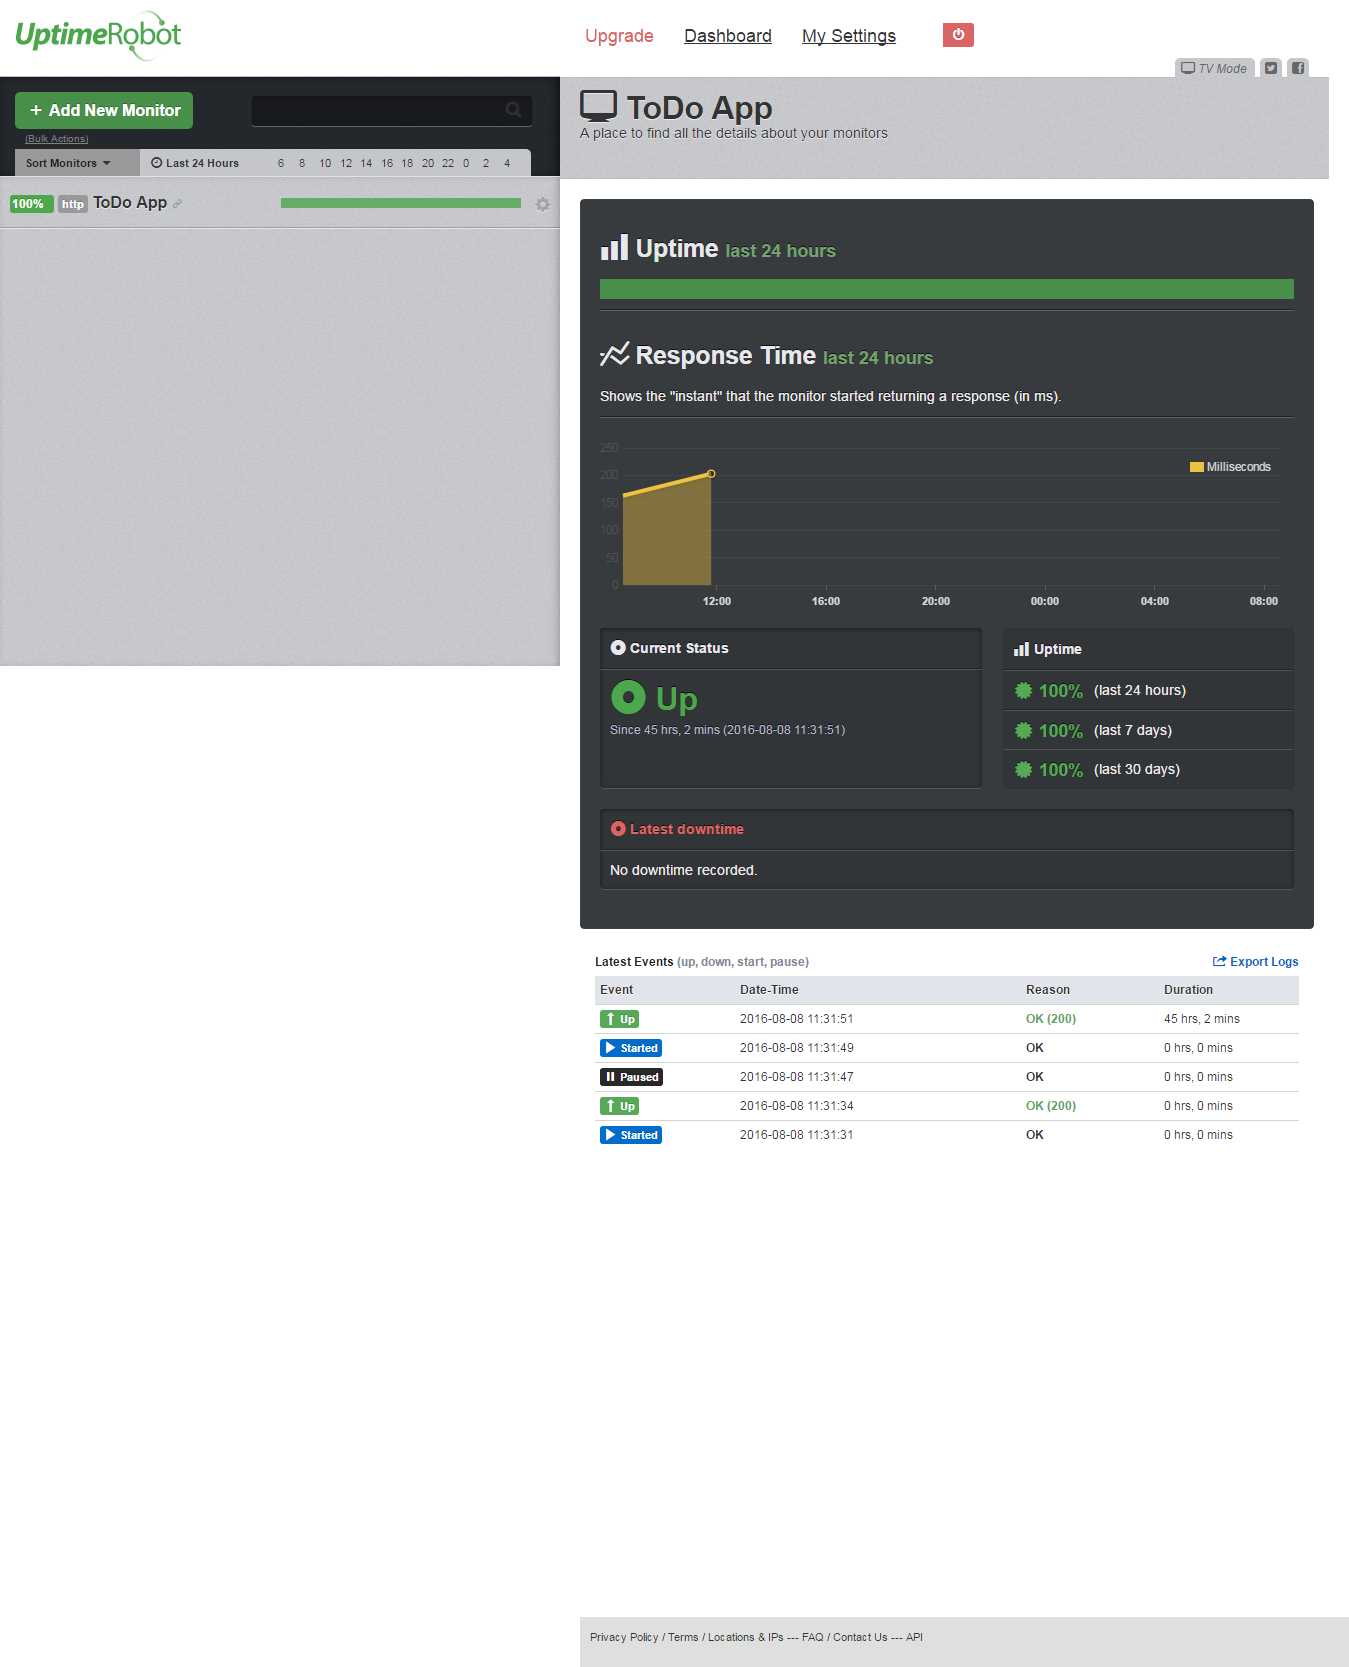 UptimeRobot
Upgrade Dashboard My Settings
TV Mode
+ Add New Monitor
(Bulk Actions)
Sort Monitors Last 24 Hours 6 8 10 12 14 16 18 20 22 0 2 4
100% http ToDo App
ToDo App
A place to find all the details about your monitors
Uptime last 24 hours
Response Time last 24 hours
Shows the "instant" that the monitor started returning a response (in ms).
250
200
150
100
50
0
Milliseconds
12:00 16:00 20:00 00:00 04:00 08:00
Current Status
Up
Since 45 hrs, 2 mins (2016-08-08 11:31:51)
Uptime
100% (last 24 hours)
100% (last 7 days)
100% (last 30 days)
Latest downtime
No downtime recorded.
Latest Events (up, down, start, pause) Export Logs
Event Date-Time Reason Duration
Up 2016-08-08 11:31:51 OK (200) 45 hrs, 2 mins
Started 2016-08-08 11:31:49 OK 0 hrs, 0 mins
Paused 2016-08-08 11:31:47 OK 0 hrs, 0 mins
Up 2016-08-08 11:31:34 OK (200) 0 hrs, 0 mins
Started 2016-08-08 11:31:31 OK 0 hrs, 0 mins
Privacy Policy / Terms / Locations & IPs --- FAQ / Contact Us --- API